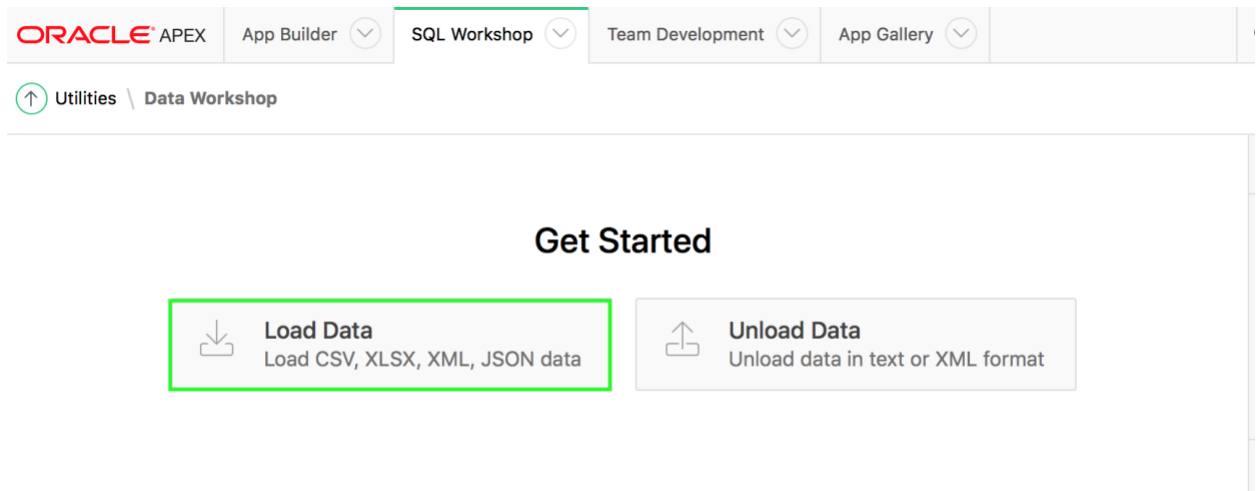 ORACLE APEX App Builder SQL Workshop Team Development App Gallery
Utilities \ Data Workshop
Get Started
Load Data
Load CSV, XLSX, XML, JSON data
Unload Data
Unload data in text or XML format